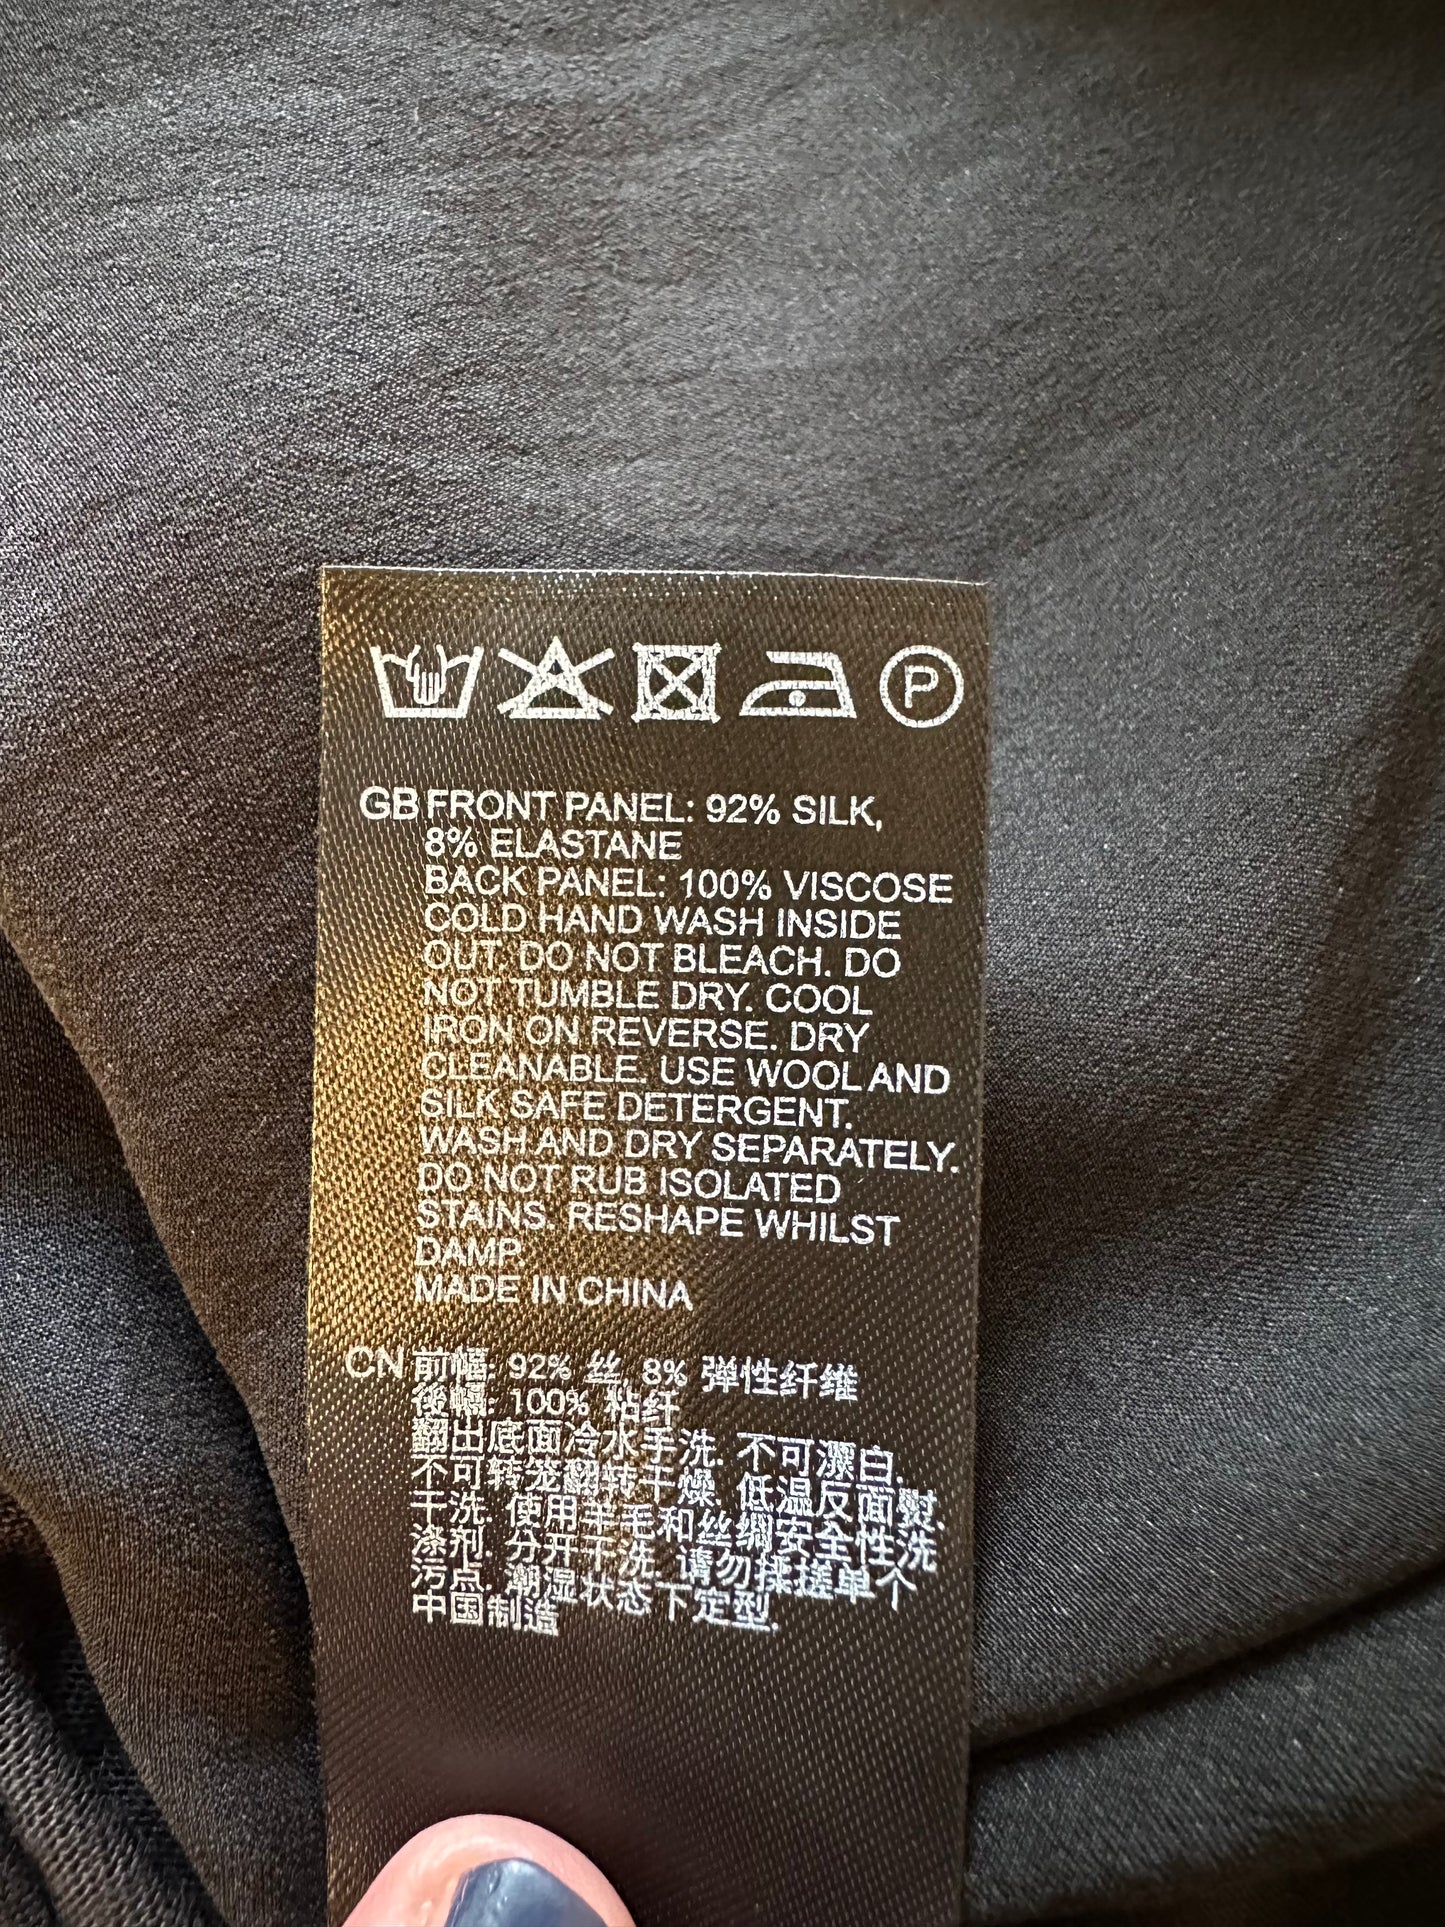 P
GB FRONT PANEL: 92% SILK,
8% ELASTANE
BACK PANEL: 100% VISCOSE
COLD HAND WASH INSIDE
OUT. DO NOT BLEACH. DO
NOT TUMBLE DRY. COOL
IRON ON REVERSE. DRY
CLEANABLE. USE WOOL AND
SILK SAFE DETERGENT.
WASH AND DRY SEPARATELY.
DO NOT RUB ISOLATED
STAINS. RESHAPE WHILST
DAMP.
MADE IN CHINA
CN 前幅: 92% 丝, 8% 弹性纤维
後幅: 100% 粘纤
翻出底面冷水手洗. 不可漂白.
不可转笼翻转干燥. 低温反面熨.
干洗. 使用羊毛和丝绸安全性洗
涤剂. 分开干洗. 请勿揉搓单个
污点. 潮湿状态下定型.
中国制造